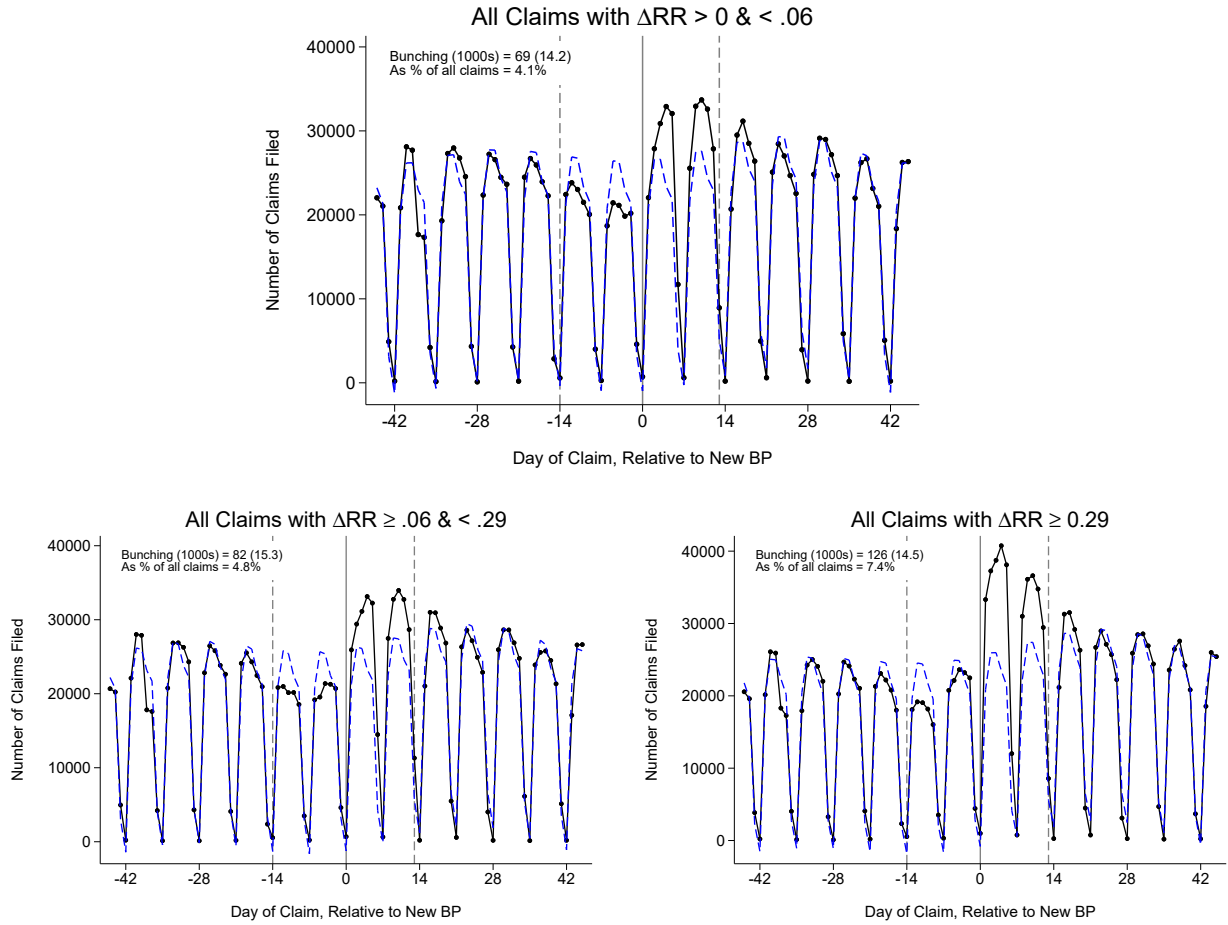 All Claims with ΔRR > 0 & < .06
Bunching (1000s) = 69 (14.2)
As % of all claims = 4.1%
Number of Claims Filed
40000
30000
20000
10000
0
-42 -28 -14 0 14 28 42
Day of Claim, Relative to New BP
All Claims with ΔRR ≥ .06 & < .29
Bunching (1000s) = 82 (15.3)
As % of all claims = 4.8%
Number of Claims Filed
40000
30000
20000
10000
0
-42 -28 -14 0 14 28 42
Day of Claim, Relative to New BP
All Claims with ΔRR ≥ 0.29
Bunching (1000s) = 126 (14.5)
As % of all claims = 7.4%
Number of Claims Filed
40000
30000
20000
10000
0
-42 -28 -14 0 14 28 42
Day of Claim, Relative to New BP